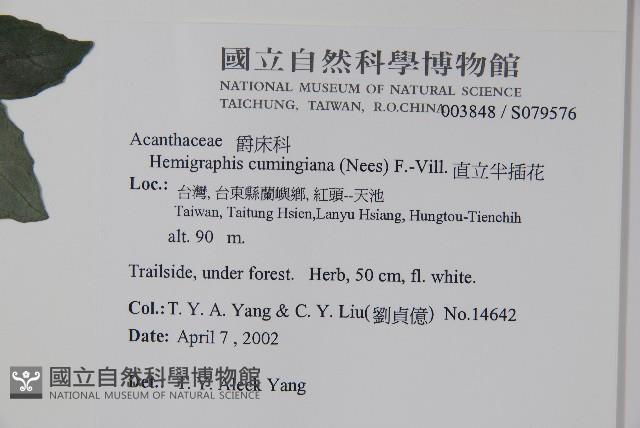 國立自然科學博物館
NATIONAL MUSEUM OF NATURAL SCIENCE
TAICHUNG, TAIWAN, R.O.CHINA 003848 / S079576
Acanthaceae 爵床科
Hemigraphis cumingiana (Nees) F.-Vill. 直立半插花
Loc.: 台灣, 台東縣蘭嶼鄉, 紅頭--天池
Taiwan, Taitung Hsien,Lanyu Hsiang, Hungtou-Tienchih
alt. 90 m.
Trailside, under forest. Herb, 50 cm, fl. white.
Col.: T. Y. A. Yang & C. Y. Liu(劉貞億) No.14642
Date: April 7 , 2002
Det.: T. Y. Aleck Yang
國立自然科學博物館
NATIONAL MUSEUM OF NATURAL SCIENCE